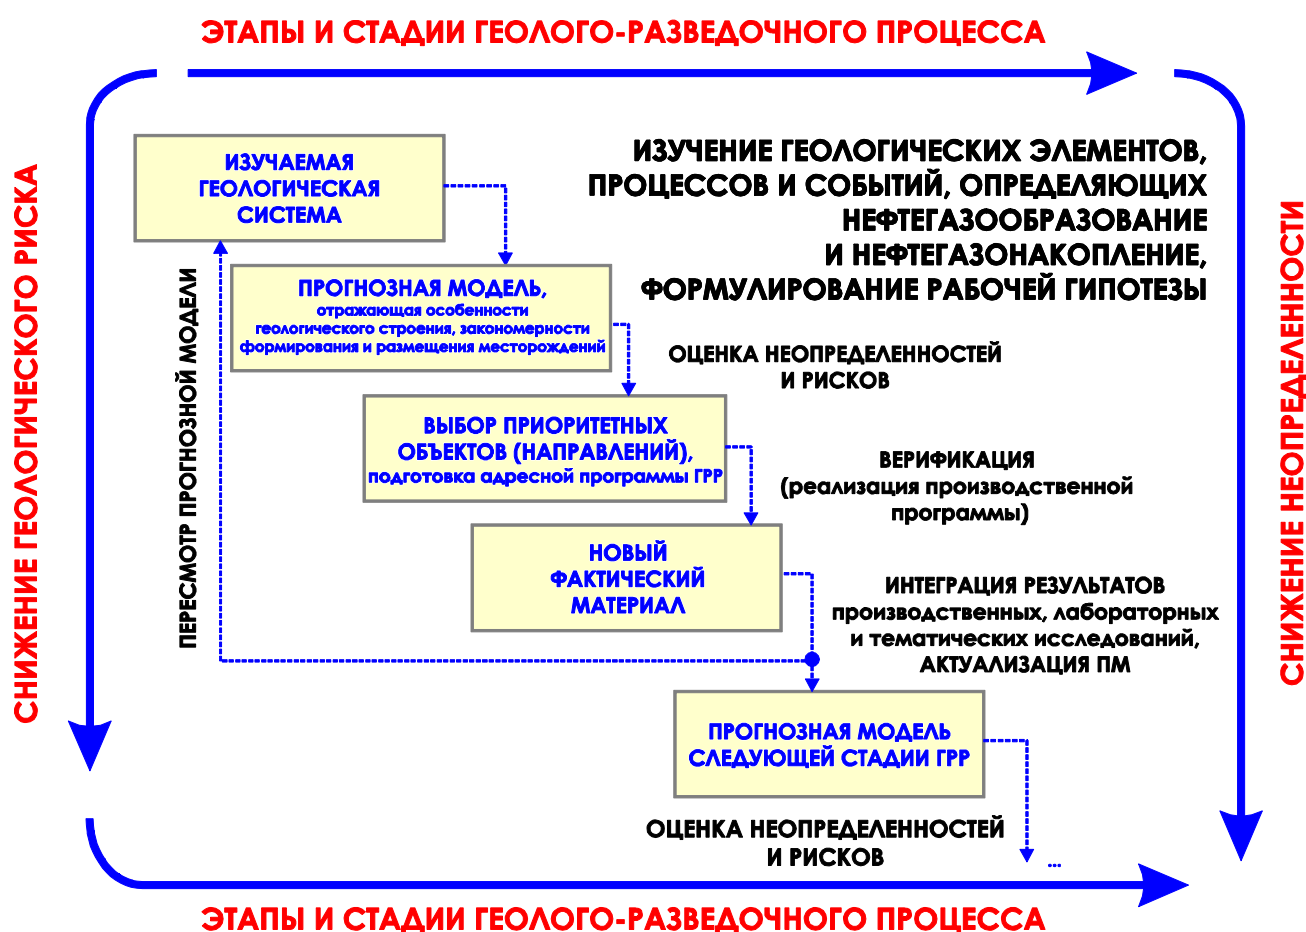 ЭТАПЫ И СТАДИИ ГЕОЛОГО-РАЗВЕДОЧНОГО ПРОЦЕССА
СНИЖЕНИЕ ГЕОЛОГИЧЕСКОГО РИСКА
ИЗУЧАЕМАЯ
ГЕОЛОГИЧЕСКАЯ
СИСТЕМА
ИЗУЧЕНИЕ ГЕОЛОГИЧЕСКИХ ЭЛЕМЕНТОВ,
ПРОЦЕССОВ И СОБЫТИЙ, ОПРЕДЕЛЯЮЩИХ
НЕФТЕГАЗООБРАЗОВАНИЕ
И НЕФТЕГАЗОНАКОПЛЕНИЕ,
ФОРМУЛИРОВАНИЕ РАБОЧЕЙ ГИПОТЕЗЫ
ПЕРЕСМОТР ПРОГНОЗНОЙ МОДЕЛИ
ПРОГНОЗНАЯ МОДЕЛЬ,
отражающая особенности
геологического строения, закономерности
формирования и размещения месторождений
ОЦЕНКА НЕОПРЕДЕЛЕННОСТЕЙ
И РИСКОВ
ВЫБОР ПРИОРИТЕТНЫХ
ОБЪЕКТОВ (НАПРАВЛЕНИЙ),
подготовка адресной программы ГРР
ВЕРИФИКАЦИЯ
(реализация производственной
программы)
НОВЫЙ
ФАКТИЧЕСКИЙ
МАТЕРИАЛ
ИНТЕГРАЦИЯ РЕЗУЛЬТАТОВ
производственных, лабораторных
и тематических исследований,
АКТУАЛИЗАЦИЯ ПМ
ПРОГНОЗНАЯ МОДЕЛЬ
СЛЕДУЮЩЕЙ СТАДИИ ГРР
ОЦЕНКА НЕОПРЕДЕЛЕННОСТЕЙ
И РИСКОВ
...
СНИЖЕНИЕ НЕОПРЕДЕЛЕННОСТИ
ЭТАПЫ И СТАДИИ ГЕОЛОГО-РАЗВЕДОЧНОГО ПРОЦЕССА